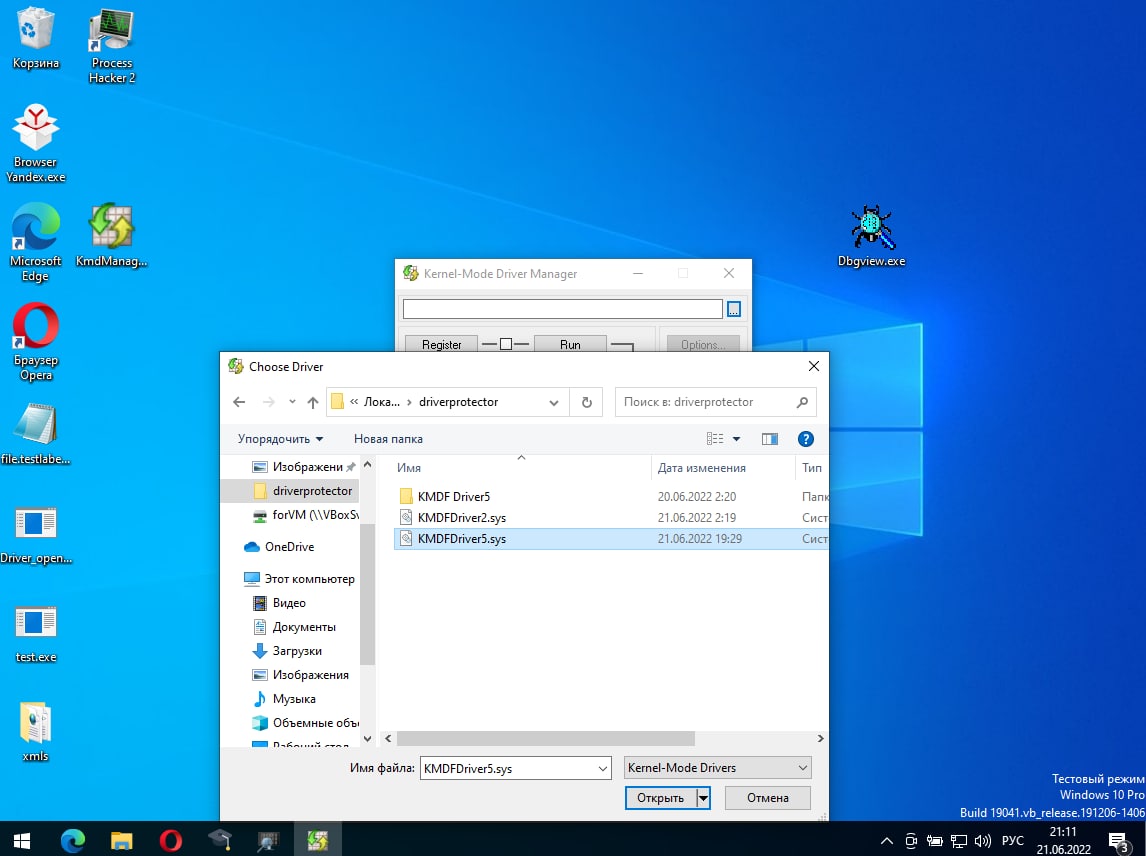 Корзина
Process
Hacker 2
Browser
Yandex.exe
Microsoft
Edge
KmdManag...
Браузер
Opera
file.testlabe...
Driver_open...
test.exe
xmls
Dbgview.exe
Kernel-Mode Driver Manager
...
Register
Run
Options...
Choose Driver
« Лока... › driverprotector
Поиск в: driverprotector
Упорядочить
Новая папка
?
Имя
Дата изменения
Тип
Изображени
driverprotector
forVM (\\VBoxSv
OneDrive
Этот компьютер
Видео
Документы
Загрузки
Изображения
Музыка
Объемные объ
Рабочий стол
KMDF Driver5
20.06.2022 2:20
Папк
KMDFDriver2.sys
21.06.2022 2:19
Сист
KMDFDriver5.sys
21.06.2022 19:29
Сист
Имя файла:
KMDFDriver5.sys
Kernel-Mode Drivers
Открыть
Отмена
Тестовый режим
Windows 10 Pro
Build 19041.vb_release.191206-1406
РУС
21:11
21.06.2022
3